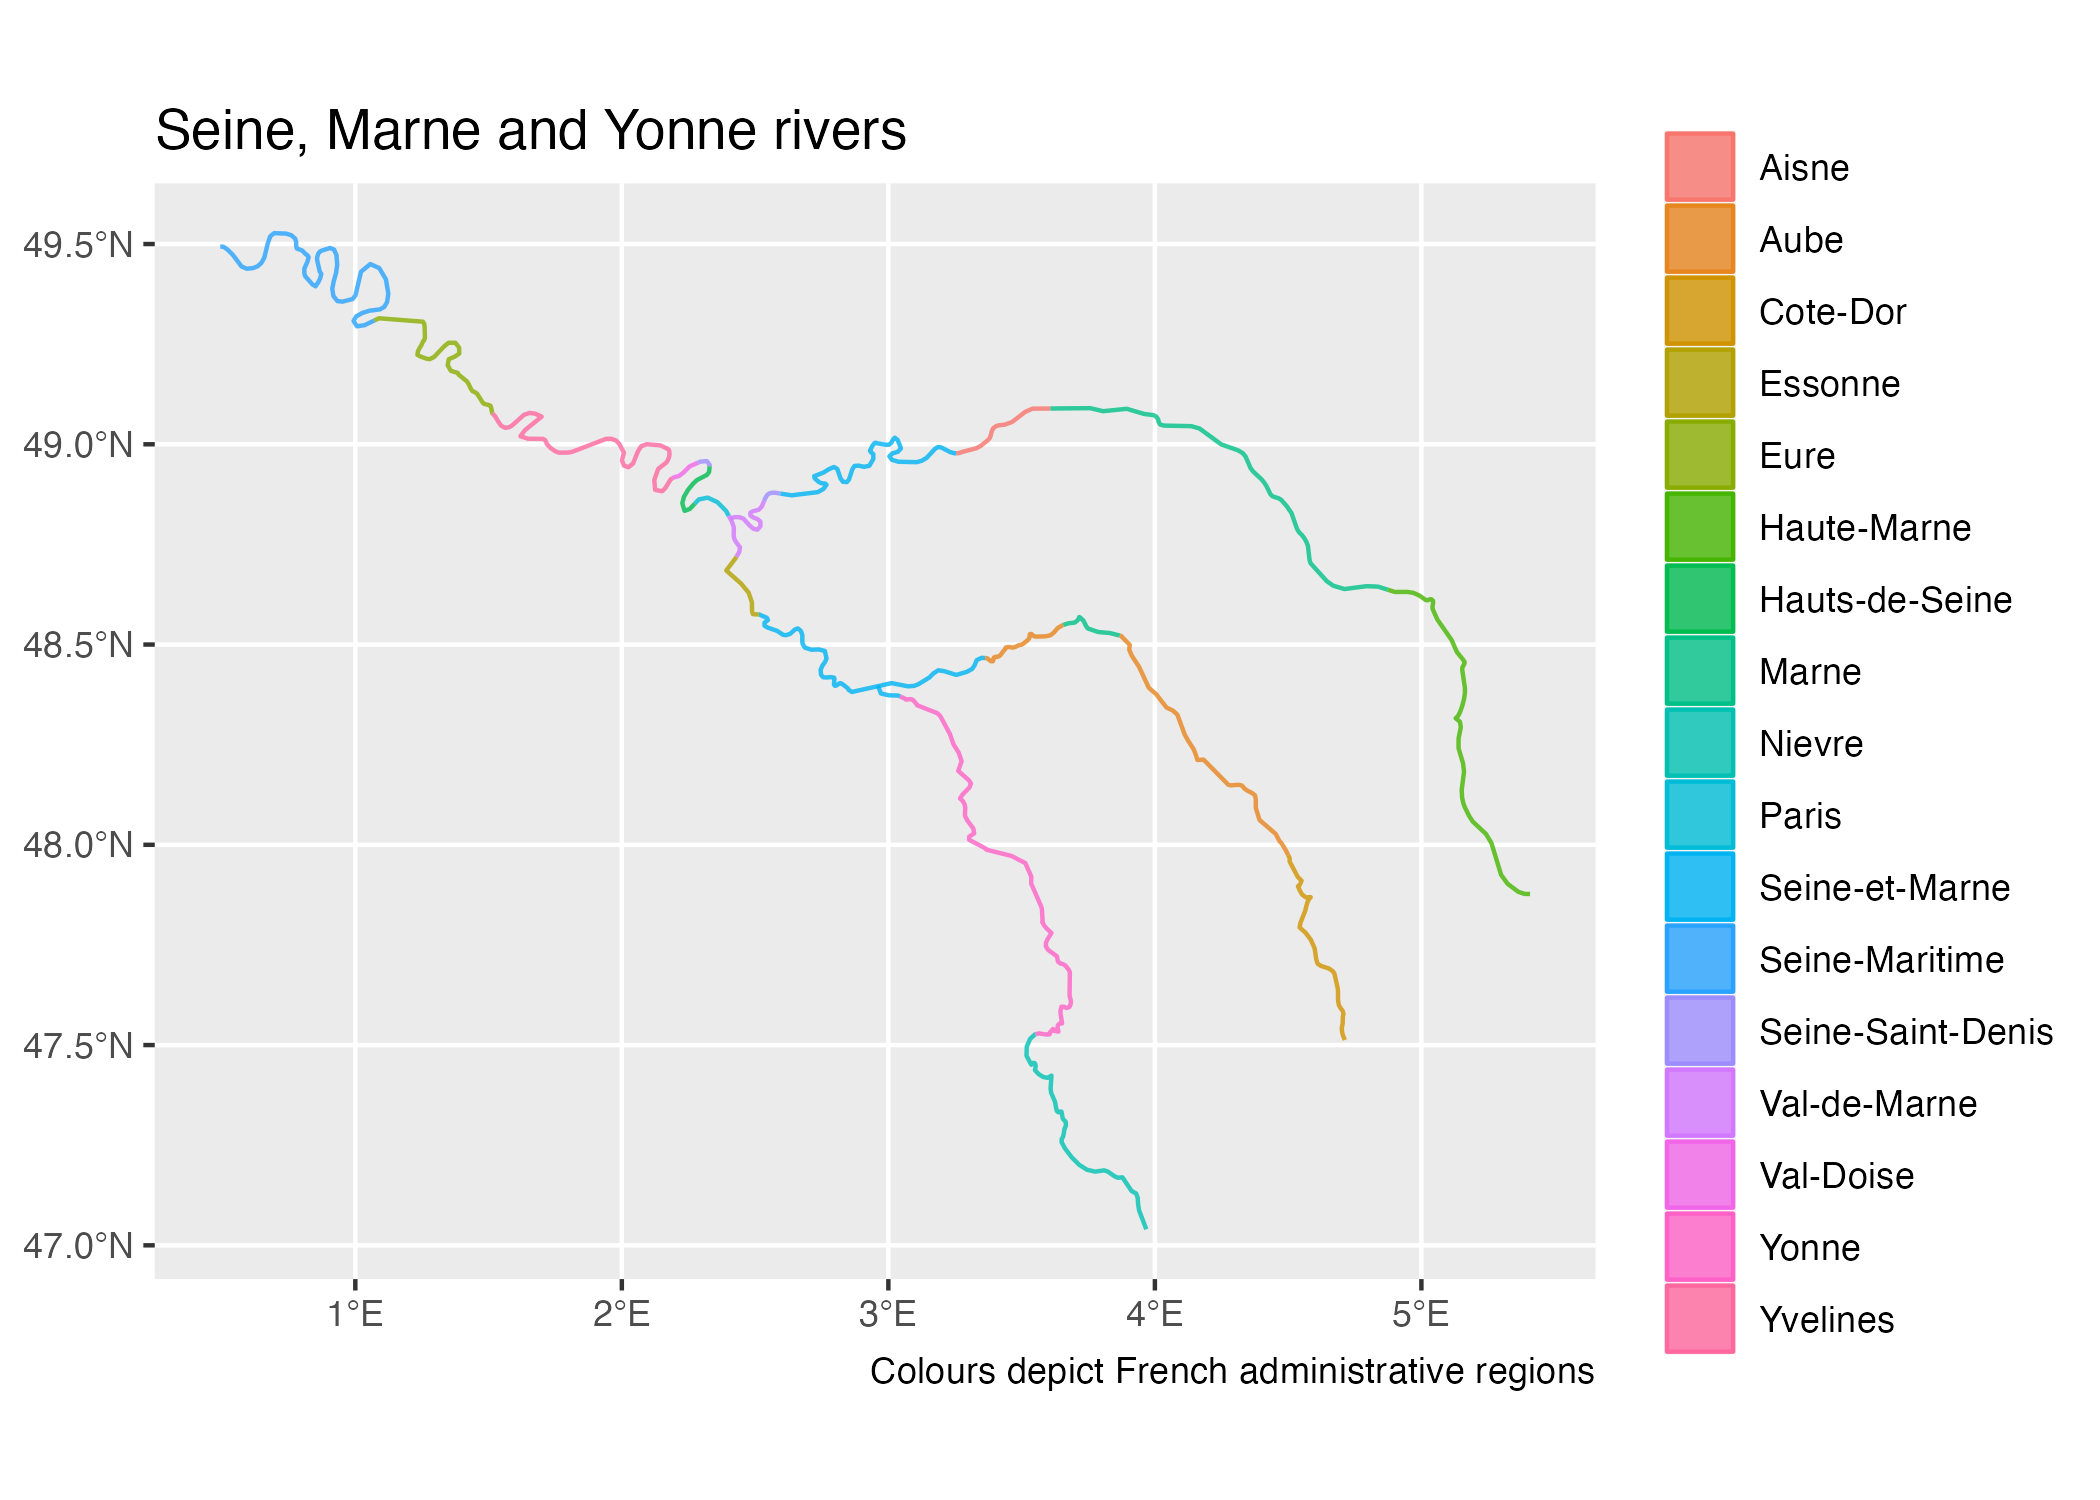 Seine, Marne and Yonne rivers
49.5°N
49.0°N
48.5°N
48.0°N
47.5°N
47.0°N
1°E
2°E
3°E
4°E
5°E
Colours depict French administrative regions
Aisne
Aube
Cote-Dor
Essonne
Eure
Haute-Marne
Hauts-de-Seine
Marne
Nievre
Paris
Seine-et-Marne
Seine-Maritime
Seine-Saint-Denis
Val-de-Marne
Val-Doise
Yonne
Yvelines